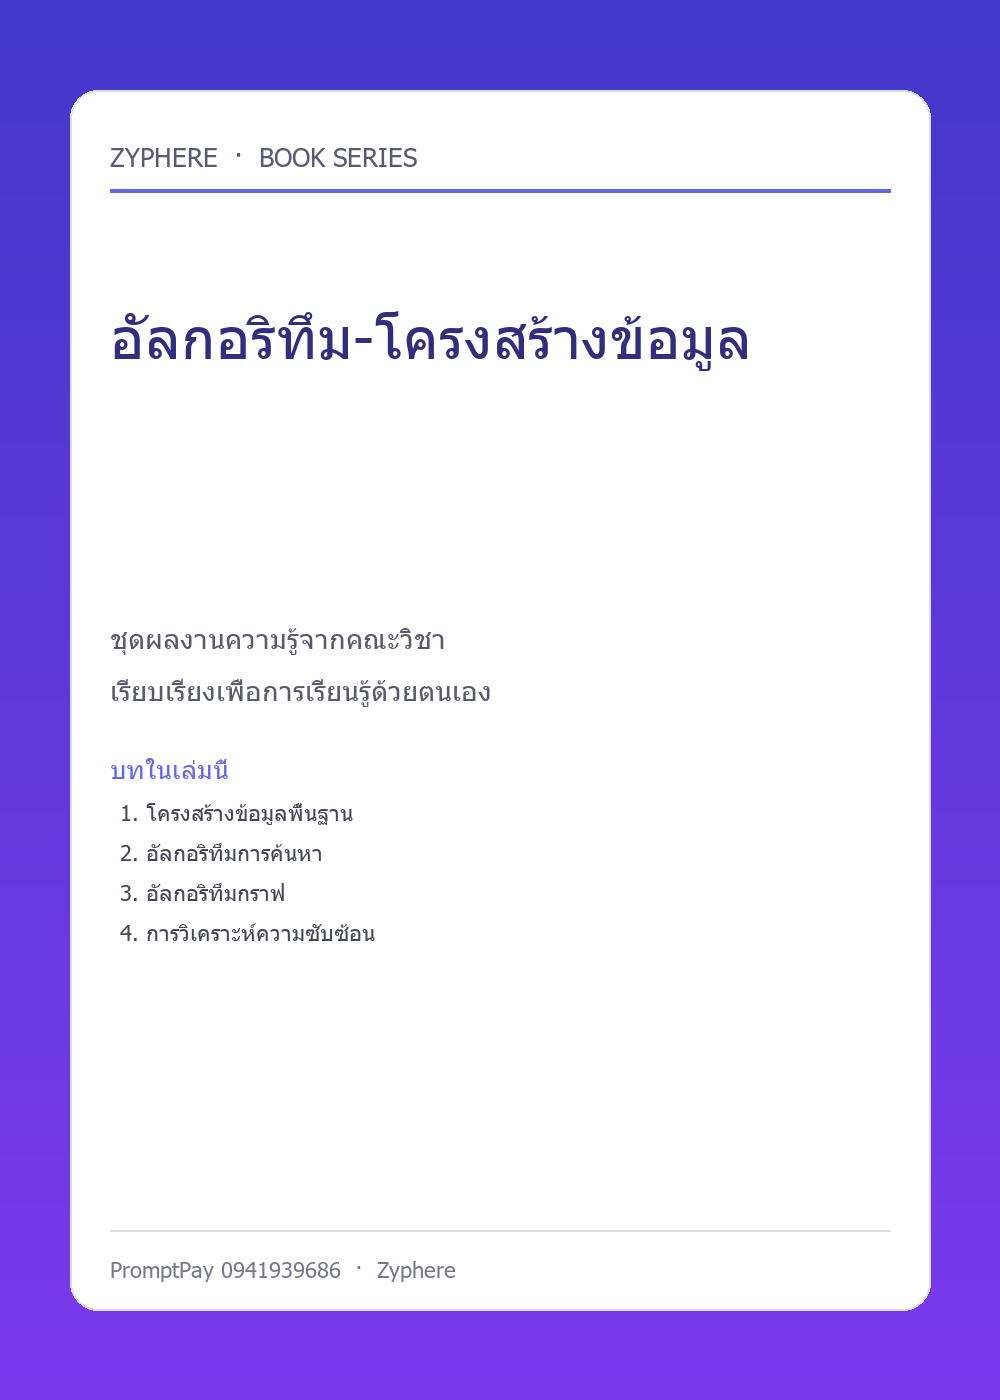 ZYPHERE · BOOK SERIES
อัลกอริทึม-โครงสร้างข้อมูล
ชุดผลงานความรู้จากคณะวิชา
เรียบเรียงเพื่อการเรียนรู้ด้วยตนเอง
บทในเล่มนี้
1. โครงสร้างข้อมูลพื้นฐาน
2. อัลกอริทึมการค้นหา
3. อัลกอริทึมกราฟ
4. การวิเคราะห์ความซับซ้อน
PromptPay 0941939686 · Zyphere